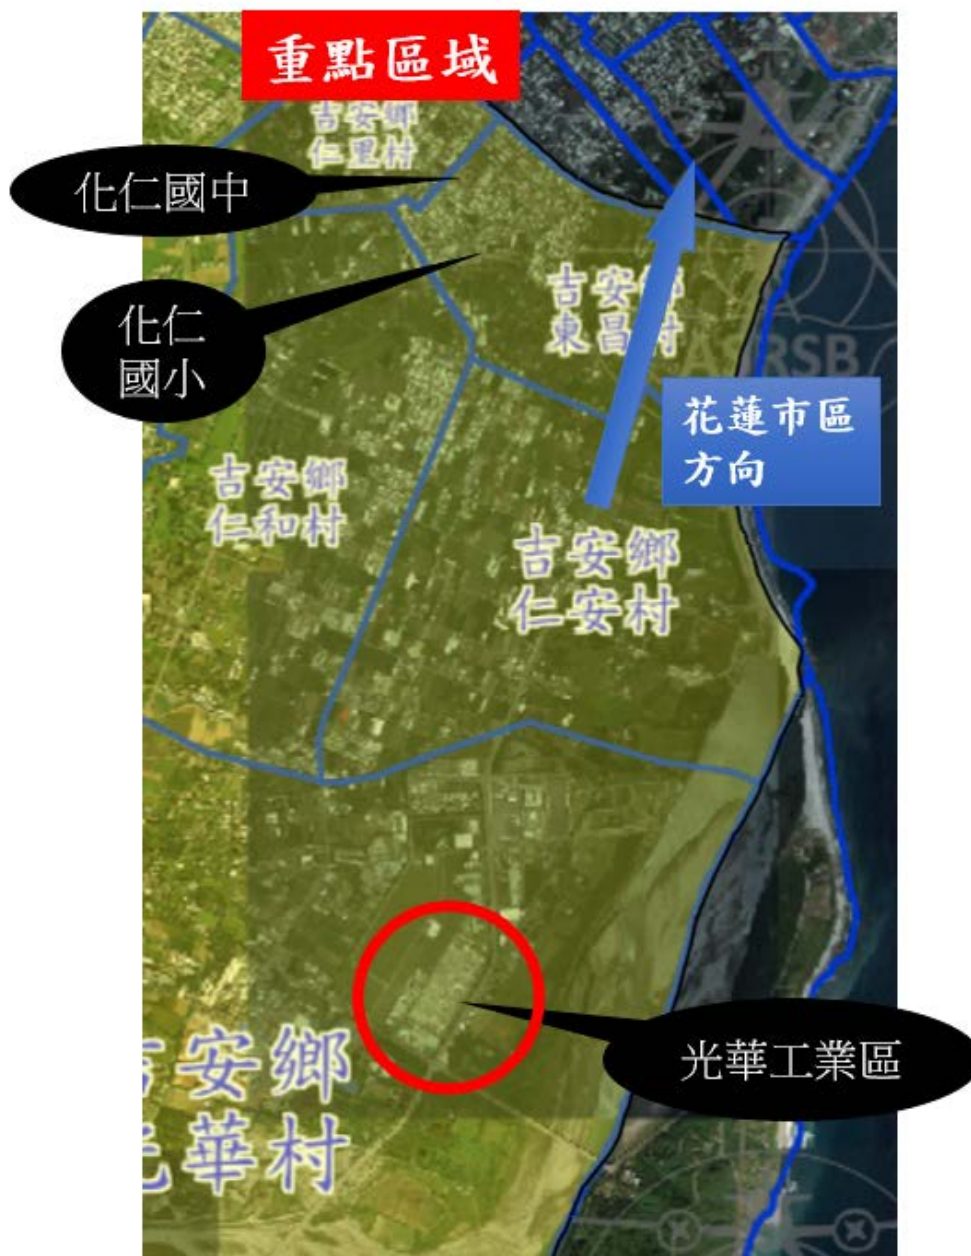 重點區域
吉安鄉
仁里村
化仁國中
化仁
國小
吉安鄉
東昌村
ASRSB
花蓮市區
方向
吉安鄉
仁和村
吉安鄉
仁安村
光華工業區
吉安鄉
光華村